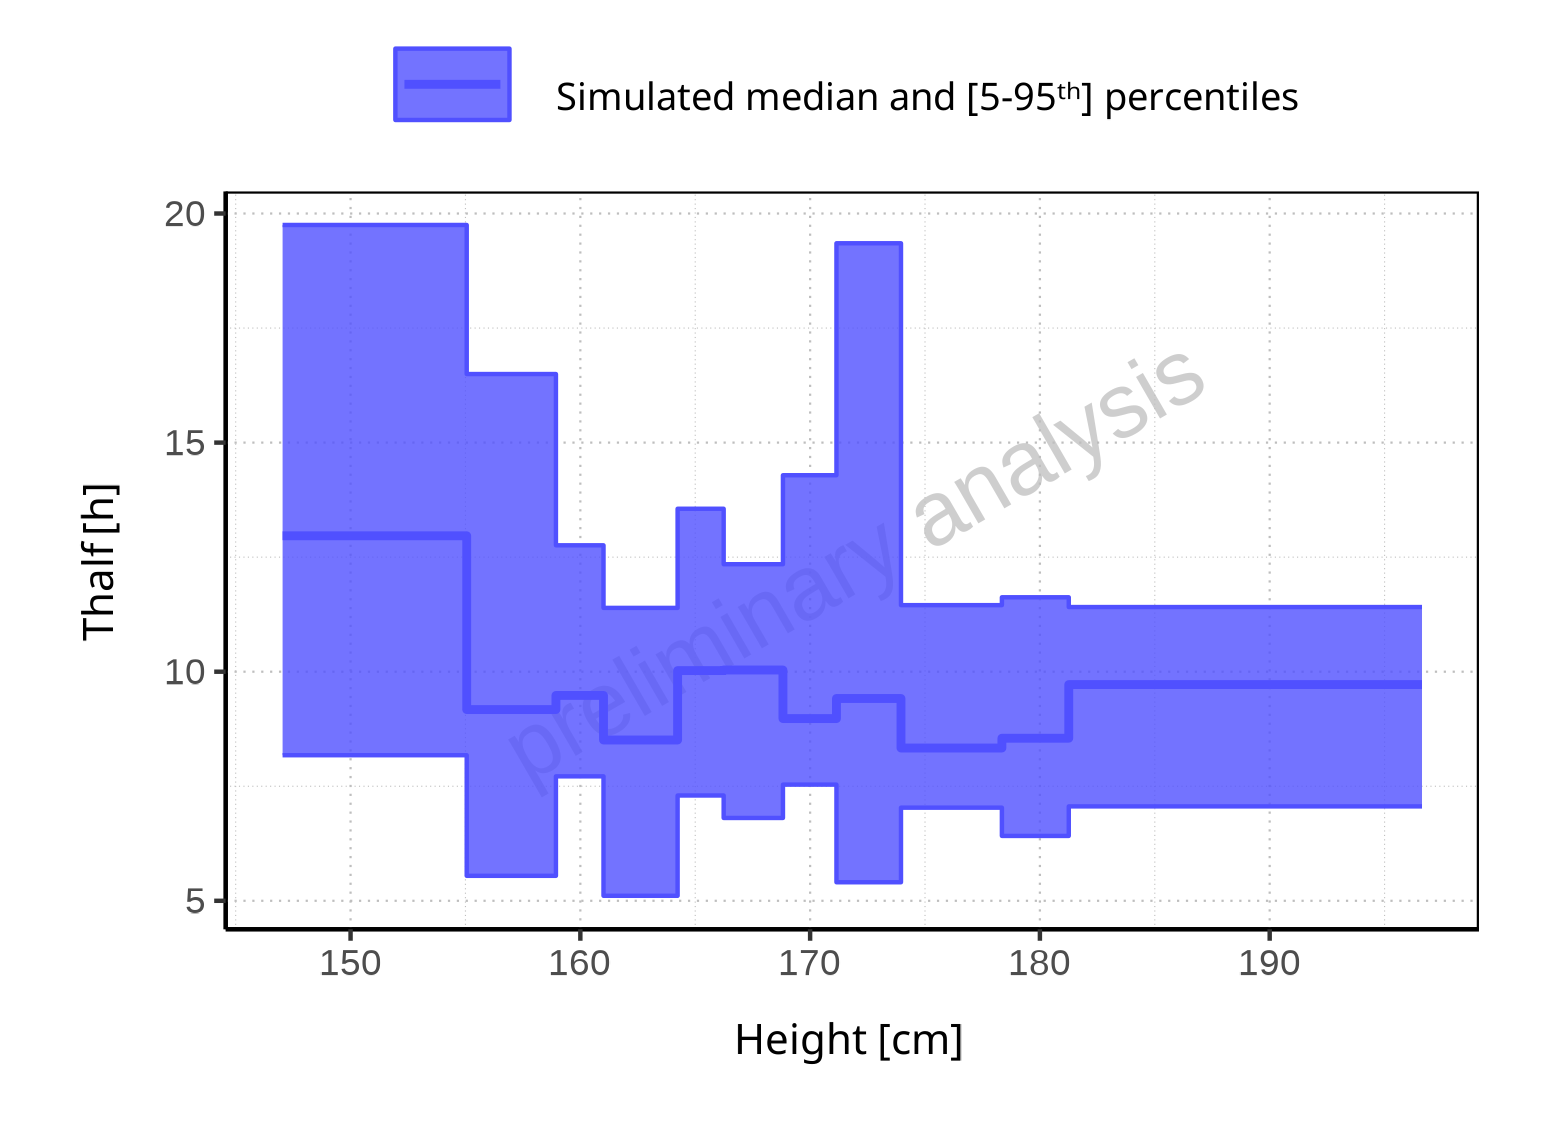 Simulated median and [5-95th] percentiles
20
15
10
5
Thalf [h]
preliminary analysis
150 160 170 180 190
Height [cm]